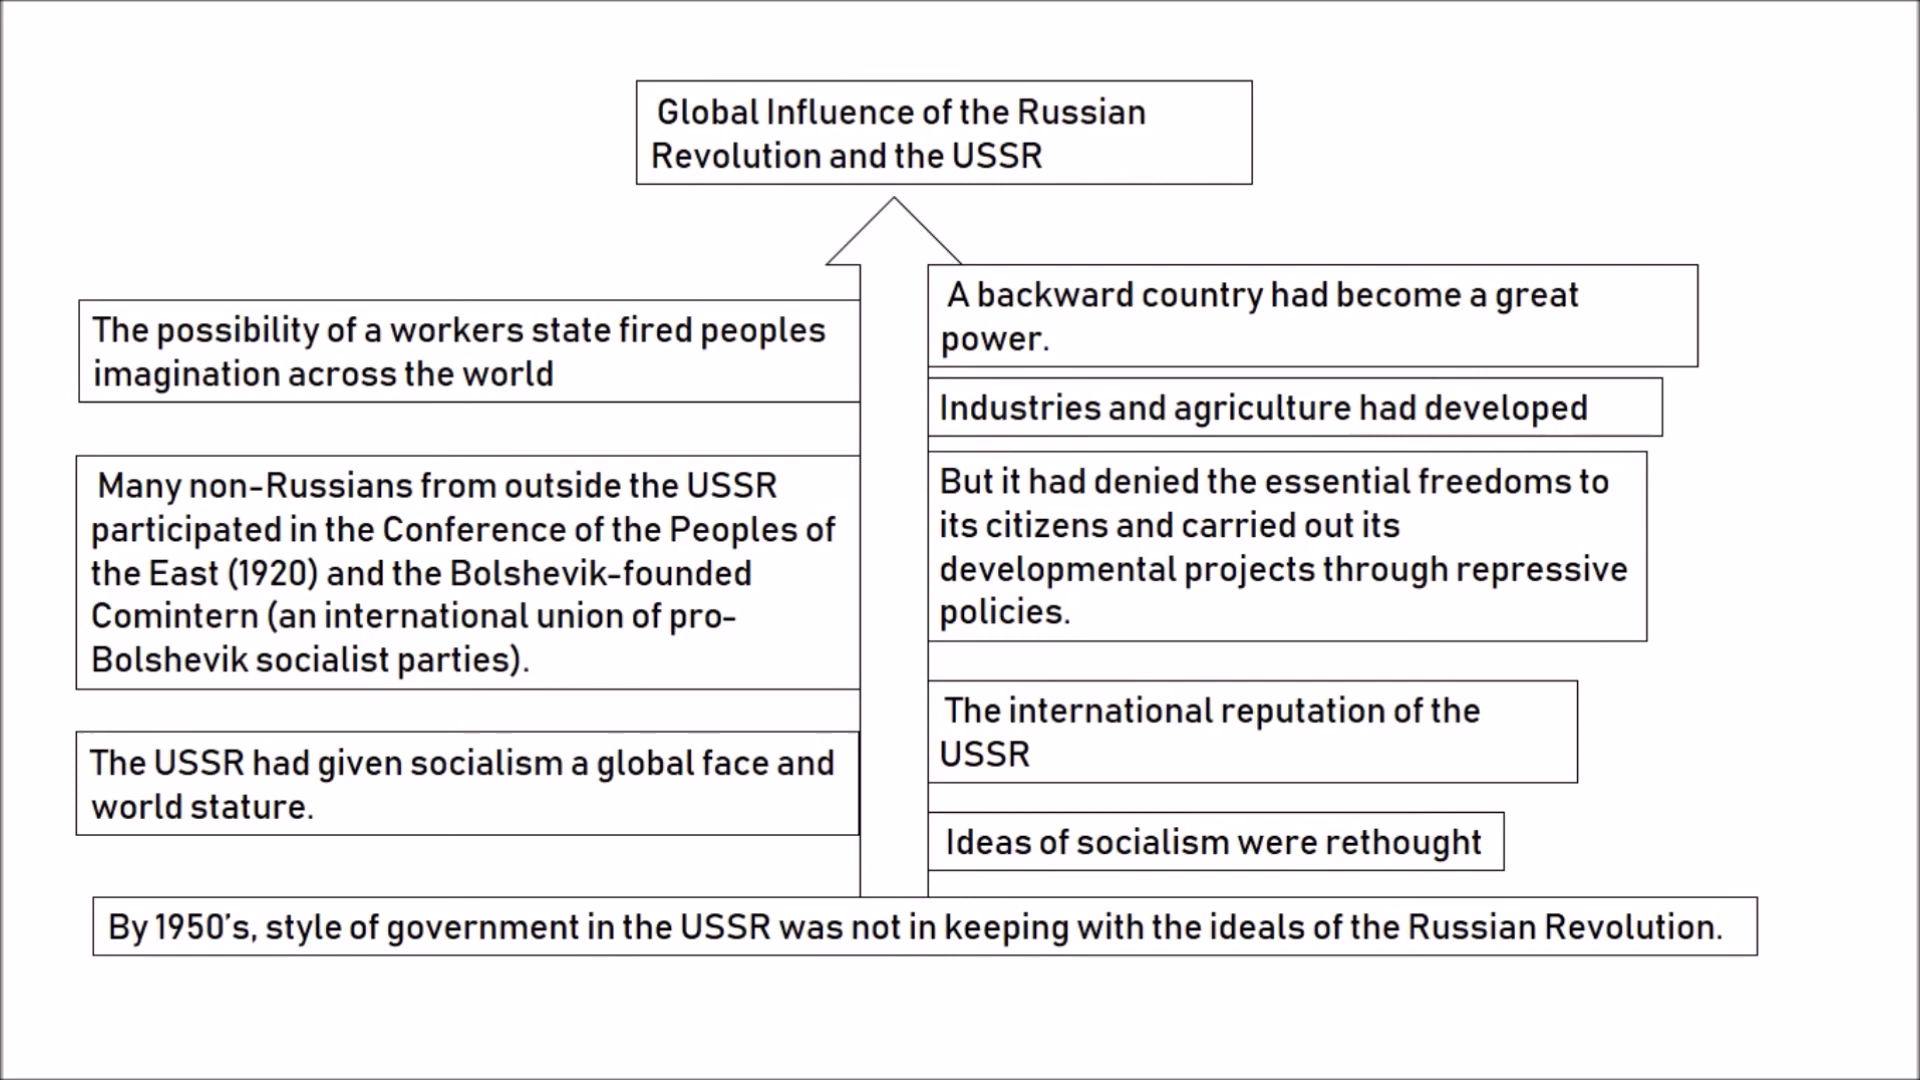 Global Influence of the Russian
Revolution and the USSR
The possibility of a workers state fired peoples
imagination across the world
Many non-Russians from outside the USSR
participated in the Conference of the Peoples of
the East (1920) and the Bolshevik-founded
Comintern (an international union of pro-
Bolshevik socialist parties).
The USSR had given socialism a global face and
world stature.
A backward country had become a great
power.
Industries and agriculture had developed
But it had denied the essential freedoms to
its citizens and carried out its
developmental projects through repressive
policies.
The international reputation of the
USSR
Ideas of socialism were rethought
By 1950's, style of government in the USSR was not in keeping with the ideals of the Russian Revolution.